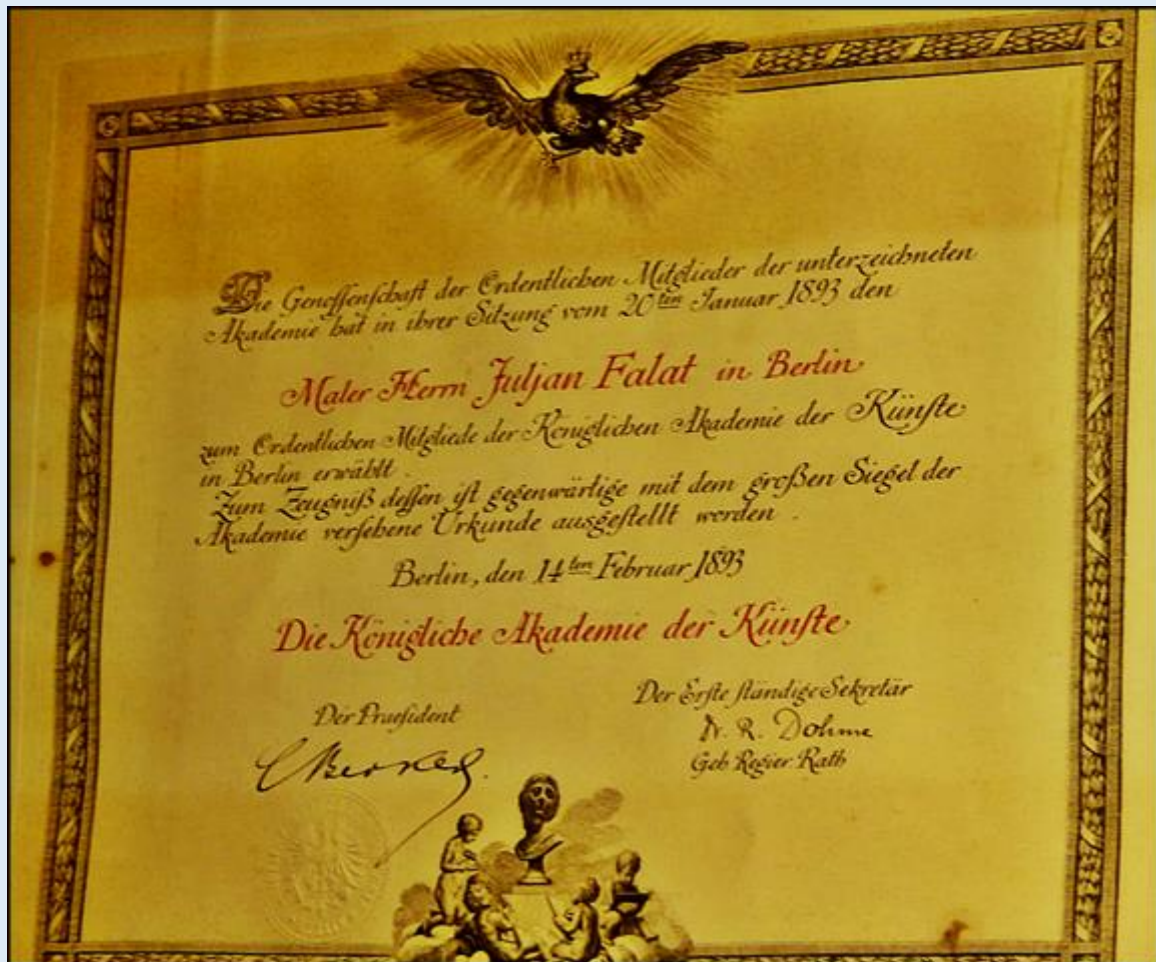 Die Genossenschaft der Ordentlichen Mitglieder der unterzeichneten
Akademie hat in ihrer Sitzung vom 20ten Januar 1893 den
Maler Herrn Juljan Falat in Berlin
zum Ordentlichen Mitgliede der Königlichen Akademie der Künste
in Berlin erwählt.
Zum Zeugniß dessen ist gegenwärtige mit dem großen Siegel der
Akademie versehene Urkunde ausgestellt worden.
Berlin, den 14ten Februar 1893
Die Königliche Akademie der Künste
Der Praesident
Der Erste ständige Sekretär
C Becker.
Dr. R. Dohme
Geh Regier Rath